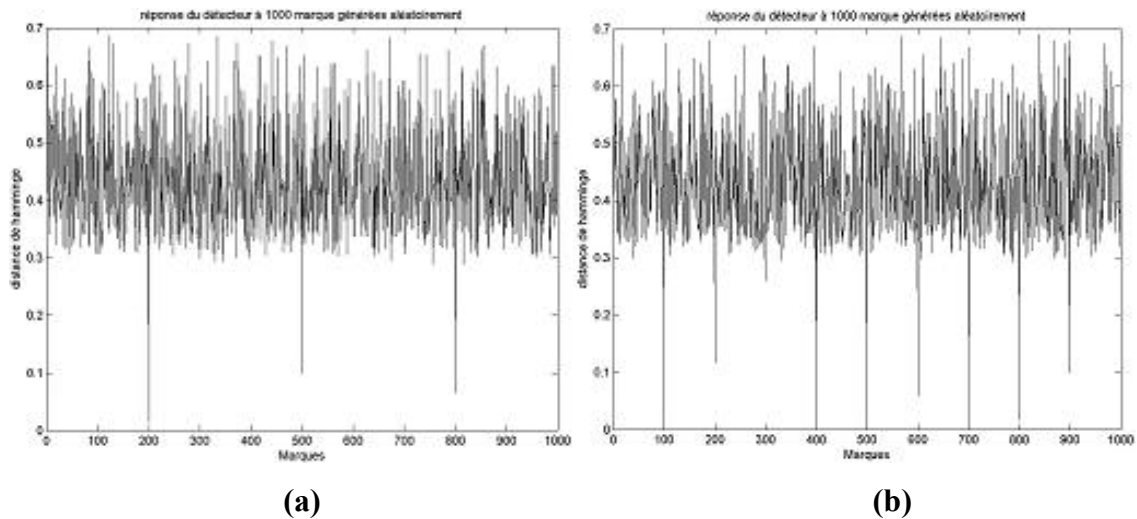 réponse du détecteur à 1000 marque générées aléatoirement
distance de hammingo
0.7
0.6
0.5
0.4
0.3
0.2
0.1
0
0 100 200 300 400 500 600 700 800 900 1000
Marques
(a)
réponse du détecteur à 1000 marque générées aléatoirement
distance de hammingo
0.7
0.6
0.5
0.4
0.3
0.2
0.1
0
0 100 200 300 400 500 600 700 800 900 1000
Marques
(b)